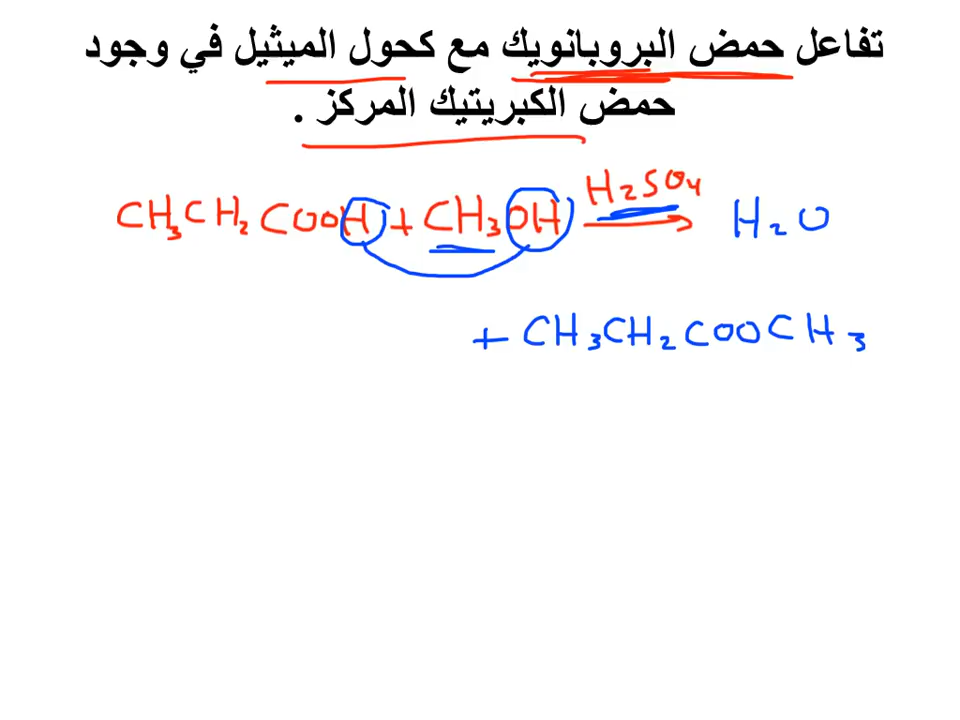 تفاعل حمض البروبانويك مع كحول الميثيل في وجود
حمض الكبريتيك المركز .
CH₃CH₂COOH + CH₃OH H₂SO₄ H₂O
+ CH₃CH₂COOCH₃